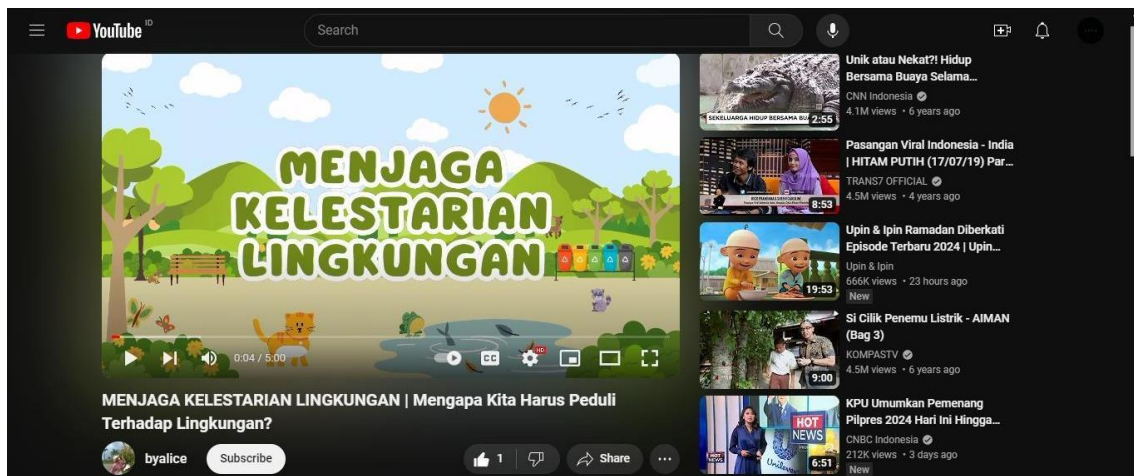 YouTube ID
Search
MENJAGA
KELESTARIAN
LINGKUNGAN
0:04 / 5:00
CC
HD
MENJAGA KELESTARIAN LINGKUNGAN | Mengapa Kita Harus Peduli
Terhadap Lingkungan?
byalice
Subscribe
1
Share
SEKELUARGA HIDUP BERSAMA BU
2:55
Unik atau Nekat?! Hidup
Bersama Buaya Selama...
CNN Indonesia
4.1M views • 6 years ago
8:53
Pasangan Viral Indonesia - India
| HITAM PUTIH (17/07/19) Par...
TRANS7 OFFICIAL
4.5M views • 4 years ago
19:53
Upin & Ipin Ramadan Diberkati
Episode Terbaru 2024 | Upin...
Upin & Ipin
666K views • 23 hours ago
New
9:00
Si Cilik Penemu Listrik - AIMAN
(Bag 3)
KOMPASTV
4.5M views • 6 years ago
HOT
NEWS
Unilever
6:51
KPU Umumkan Pemenang
Pilpres 2024 Hari Ini Hingga...
CNBC Indonesia
212K views • 3 days ago
New